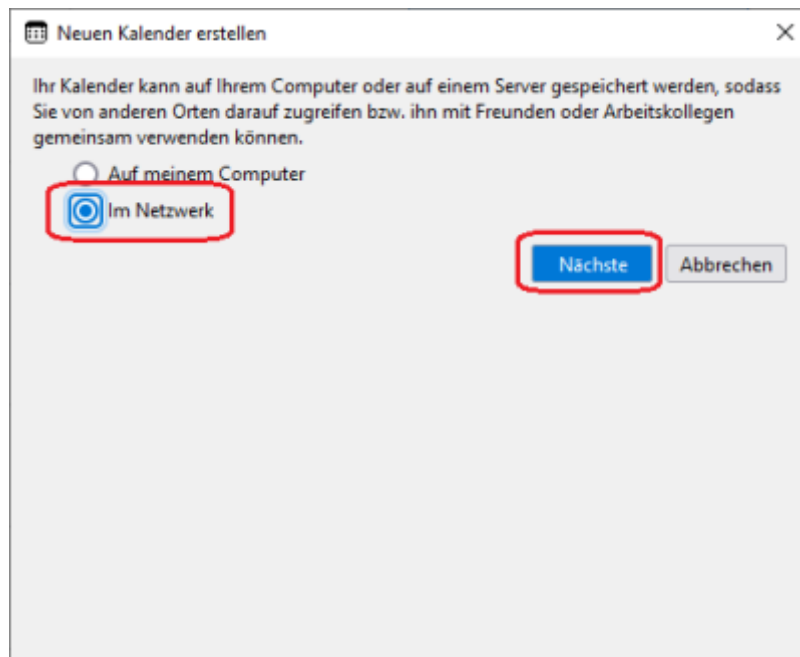 Neuen Kalender erstellen
Ihr Kalender kann auf Ihrem Computer oder auf einem Server gespeichert werden, sodass
Sie von anderen Orten darauf zugreifen bzw. ihn mit Freunden oder Arbeitskollegen
gemeinsam verwenden können.
Auf meinem Computer
Im Netzwerk
Nächste Abbrechen